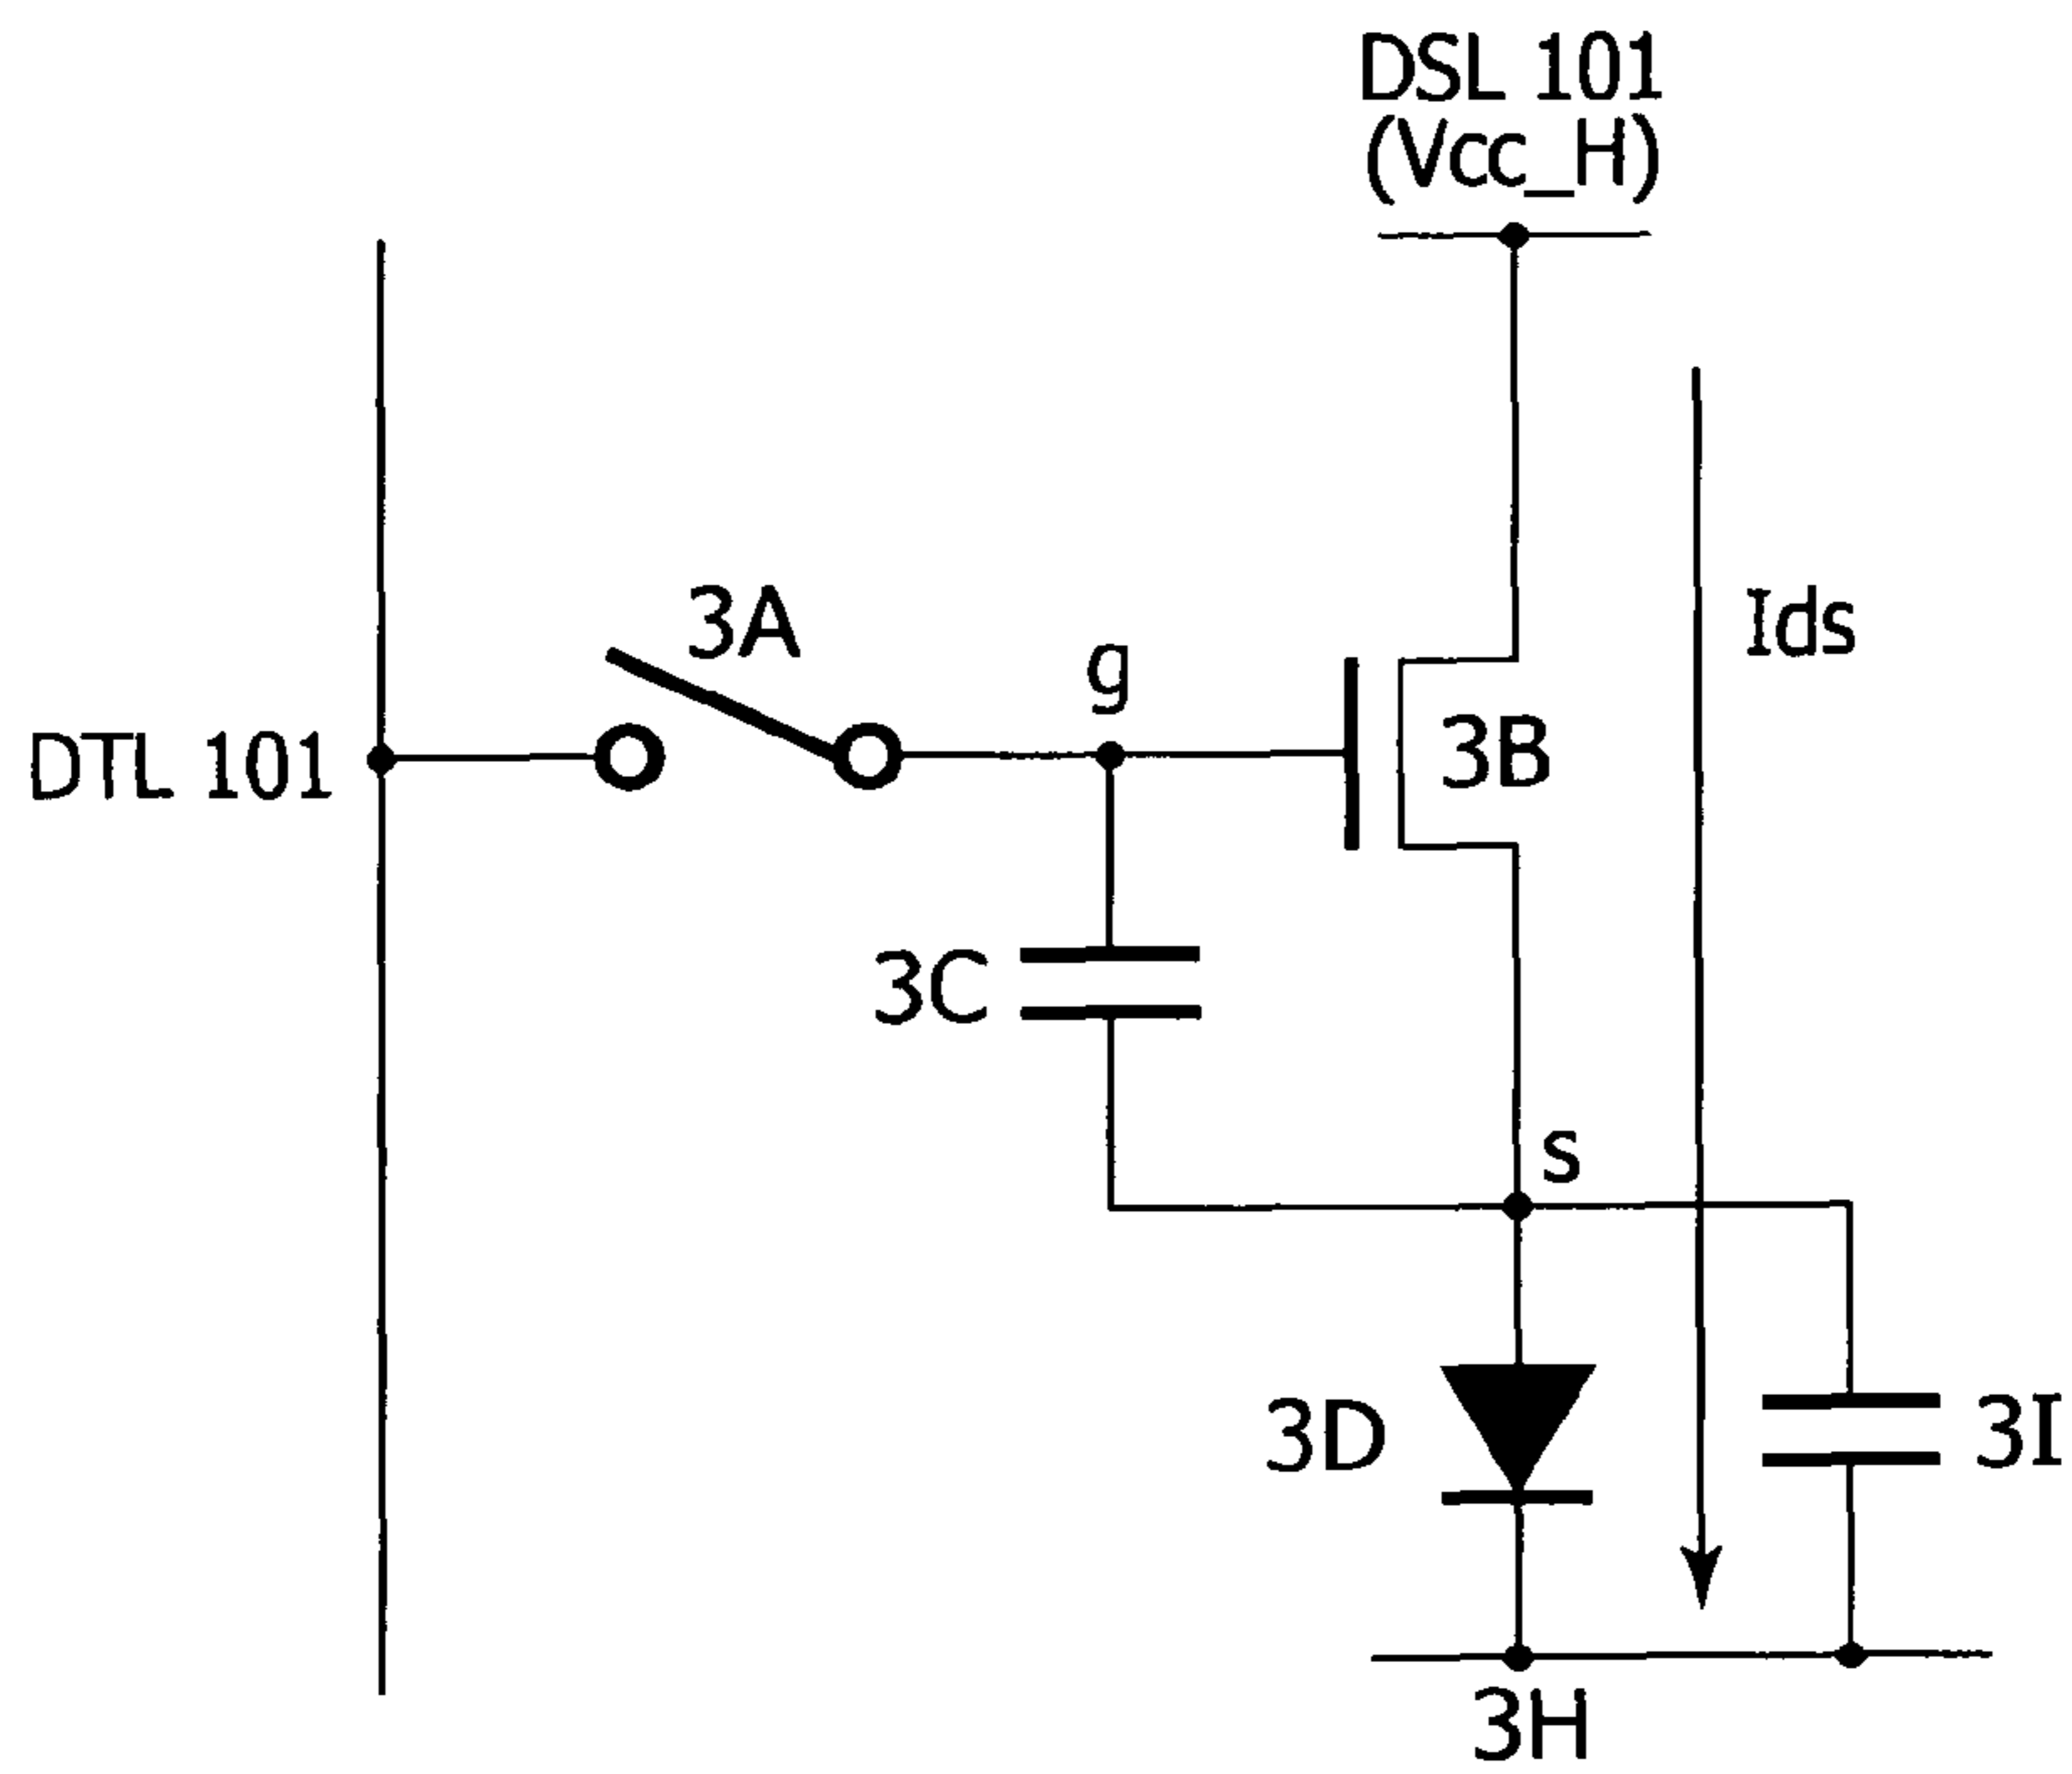 DSL 101
(Vcc_H)
3A
g
Ids
DTL 101
3B
3C
s
3D
3I
3H